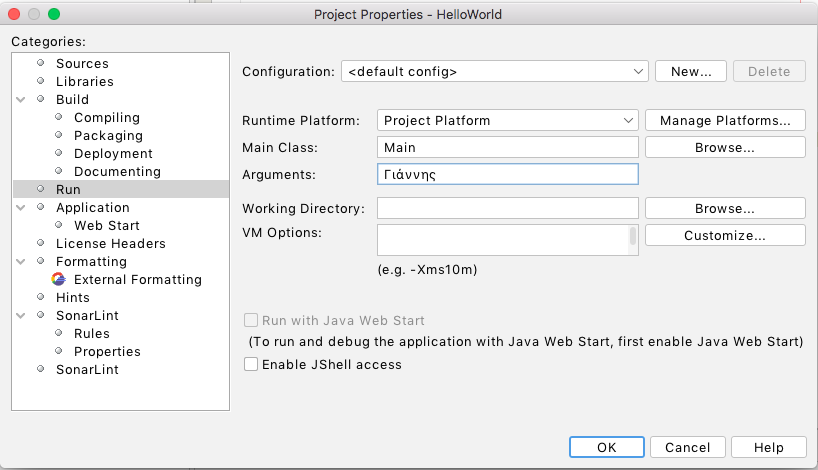 Project Properties - HelloWorld
Categories:
Sources
Libraries
Build
Compiling
Packaging
Deployment
Documenting
Run
Application
Web Start
License Headers
Formatting
External Formatting
Hints
SonarLint
Rules
Properties
SonarLint
Configuration: <default config> New... Delete
Runtime Platform: Project Platform Manage Platforms...
Main Class: Main Browse...
Arguments: Γιάννης
Working Directory: Browse...
VM Options: Customize...
(e.g. -Xms10m)
Run with Java Web Start
(To run and debug the application with Java Web Start, first enable Java Web Start)
Enable JShell access
OK Cancel Help